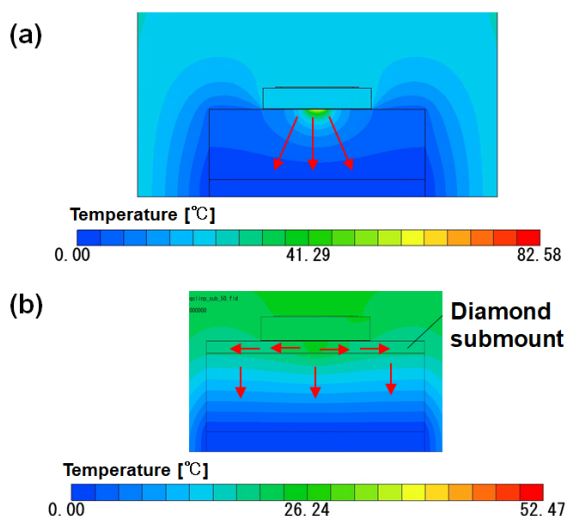 (a)
Temperature [℃]
0.00
41.29
82.58
(b)
Diamond
submount
Temperature [℃]
0.00
26.24
52.47